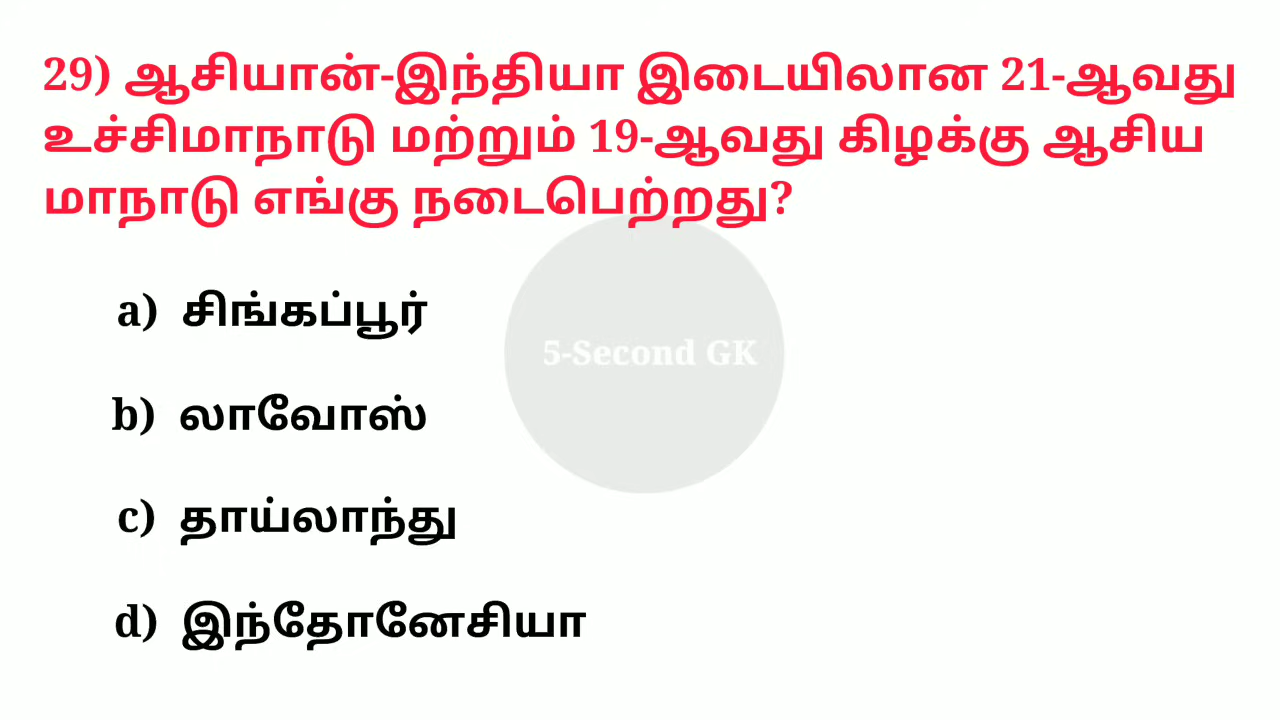 29) ஆசியான்-இந்தியா இடையிலான 21-ஆவது
உச்சிமாநாடு மற்றும் 19-ஆவது கிழக்கு ஆசிய
மாநாடு எங்கு நடைபெற்றது?
a) சிங்கப்பூர்
5-Second GK
b) லாவோஸ்
c) தாய்லாந்து
d) இந்தோனேசியா